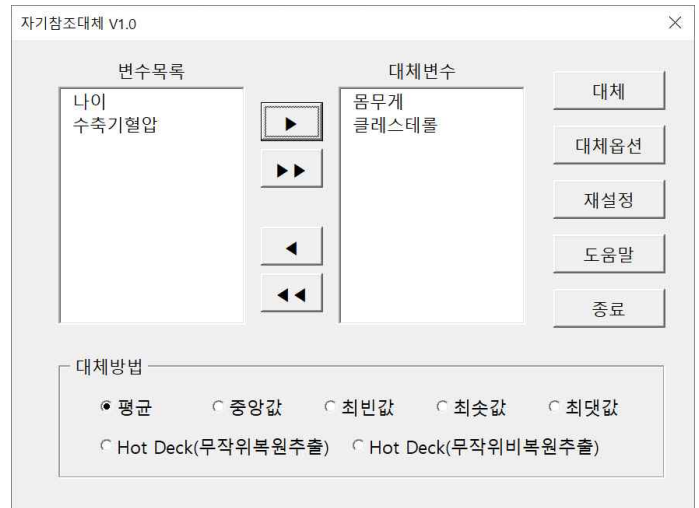 자기참조대체 V1.0
변수목록
대체변수
나이
수축기혈압
몸무게
클레스테롤
▶
▶▶
◀
◀◀
대체
대체옵션
재설정
도움말
종료
대체방법
평균 중앙값 최빈값 최솟값 최댓값
Hot Deck(무작위복원추출) Hot Deck(무작위비복원추출)